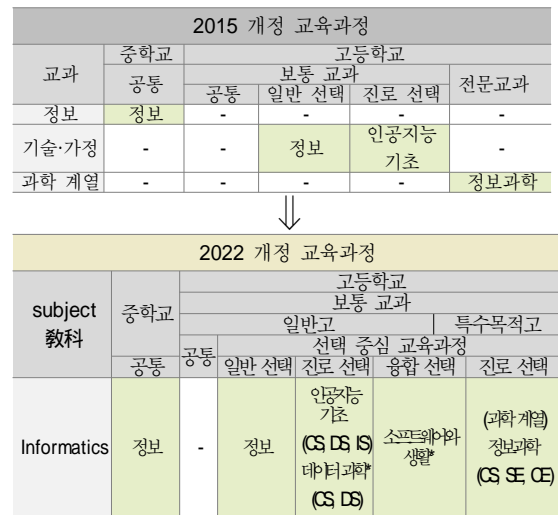 2015 개정 교육과정
교과 중학교 고등학교
공통 보통 교과 전문교과
공통 일반 선택 진로 선택
정보 정보 - - - -
기술·가정 - - 정보 인공지능 기초 -
과학 계열 - - - - 정보과학
⇓
2022 개정 교육과정
subject 敎科 중학교 고등학교
보통 교과
일반고 특수목적고
선택 중심 교육과정
공통 공통 일반 선택 진로 선택 융합 선택 진로 선택
Informatics 정보 - 정보
인공지능
기초
(CS, DS, IS)
데이터 과학*
(CS, DS)
소프트웨어와
생활*
(과학 계열)
정보과학
(CS, SE, CE)